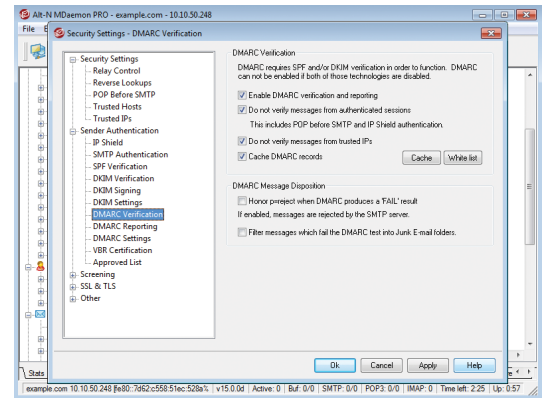 Alt-N MDaemon PRO - example.com - 10.10.50.248
File
Security Settings - DMARC Verification
Security Settings
Relay Control
Reverse Lookups
POP Before SMTP
Trusted Hosts
Trusted IPs
Sender Authentication
IP Shield
SMTP Authentication
SPF Verification
DKIM Verification
DKIM Signing
DKIM Settings
DMARC Verification
DMARC Reporting
DMARC Settings
VBR Certification
Approved List
Screening
SSL & TLS
Other
DMARC Verification
DMARC requires SPF and/or DKIM verification in order to function. DMARC
can not be enabled if both of those technologies are disabled.
Enable DMARC verification and reporting
Do not verify messages from authenticated sessions
This includes POP before SMTP and IP Shield authentication.
Do not verify messages from trusted IPs
Cache DMARC records
Cache
White list
DMARC Message Disposition
Honor p=reject when DMARC produces a 'FAIL' result
If enabled, messages are rejected by the SMTP server.
Filter messages which fail the DMARC test into Junk E-mail folders.
Ok
Cancel
Apply
Help
Stats
example.com 10.10.50.248 fe80::7d62:c558:51ec:528a% v15.0.0d Active: 0 Buf: 0/0 SMTP: 0/0 POP3: 0/0 IMAP: 0 Time left: 2:25 Up: 0:57